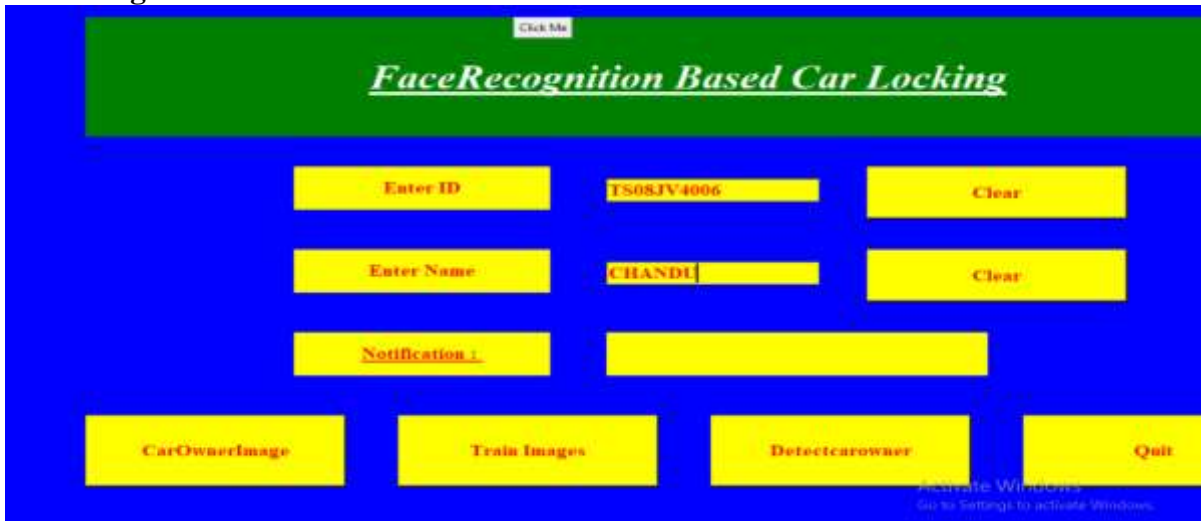 Click Me
FaceRecognition Based Car Locking
Enter ID TS08JV4006 Clear
Enter Name CHANDU Clear
Notification :
CarOwnerImage Train Images Detectcarowner Quit
Activate Windows
Go to Settings to activate Windows.